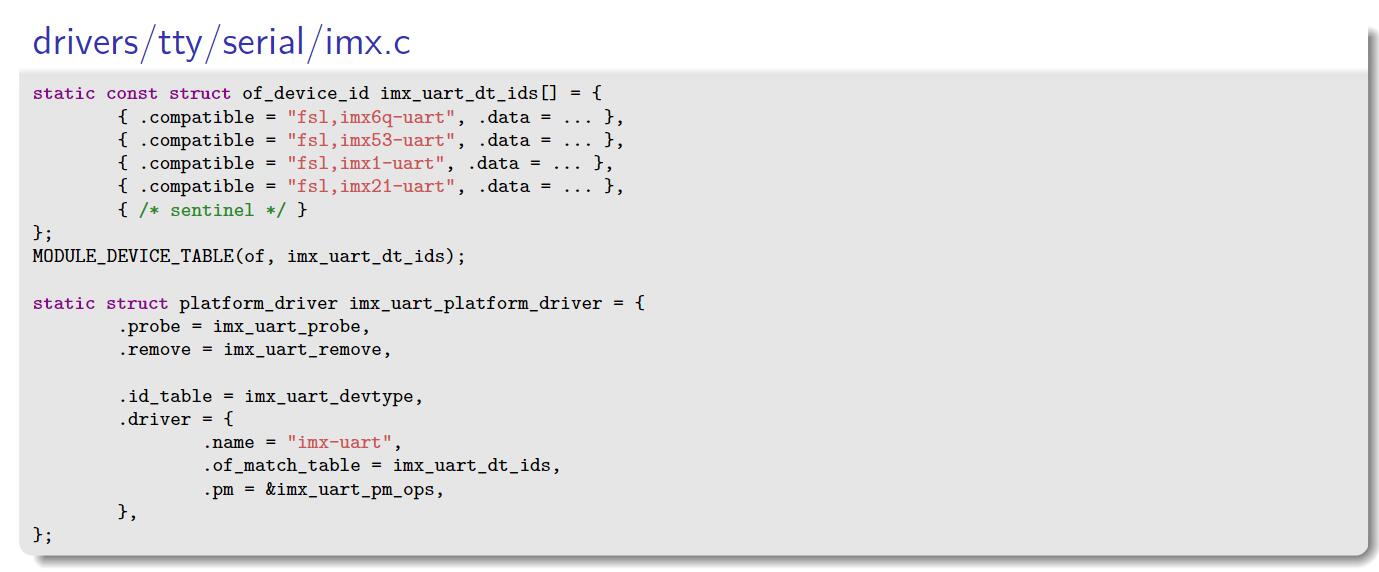 drivers/tty/serial/imx.c
static const struct of_device_id imx_uart_dt_ids[] = {
        { .compatible = "fsl,imx6q-uart", .data = ... },
        { .compatible = "fsl,imx53-uart", .data = ... },
        { .compatible = "fsl,imx1-uart", .data = ... },
        { .compatible = "fsl,imx21-uart", .data = ... },
        { /* sentinel */ }
};
MODULE_DEVICE_TABLE(of, imx_uart_dt_ids);

static struct platform_driver imx_uart_platform_driver = {
        .probe = imx_uart_probe,
        .remove = imx_uart_remove,

        .id_table = imx_uart_devtype,
        .driver = {
                .name = "imx-uart",
                .of_match_table = imx_uart_dt_ids,
                .pm = &imx_uart_pm_ops,
        },
};